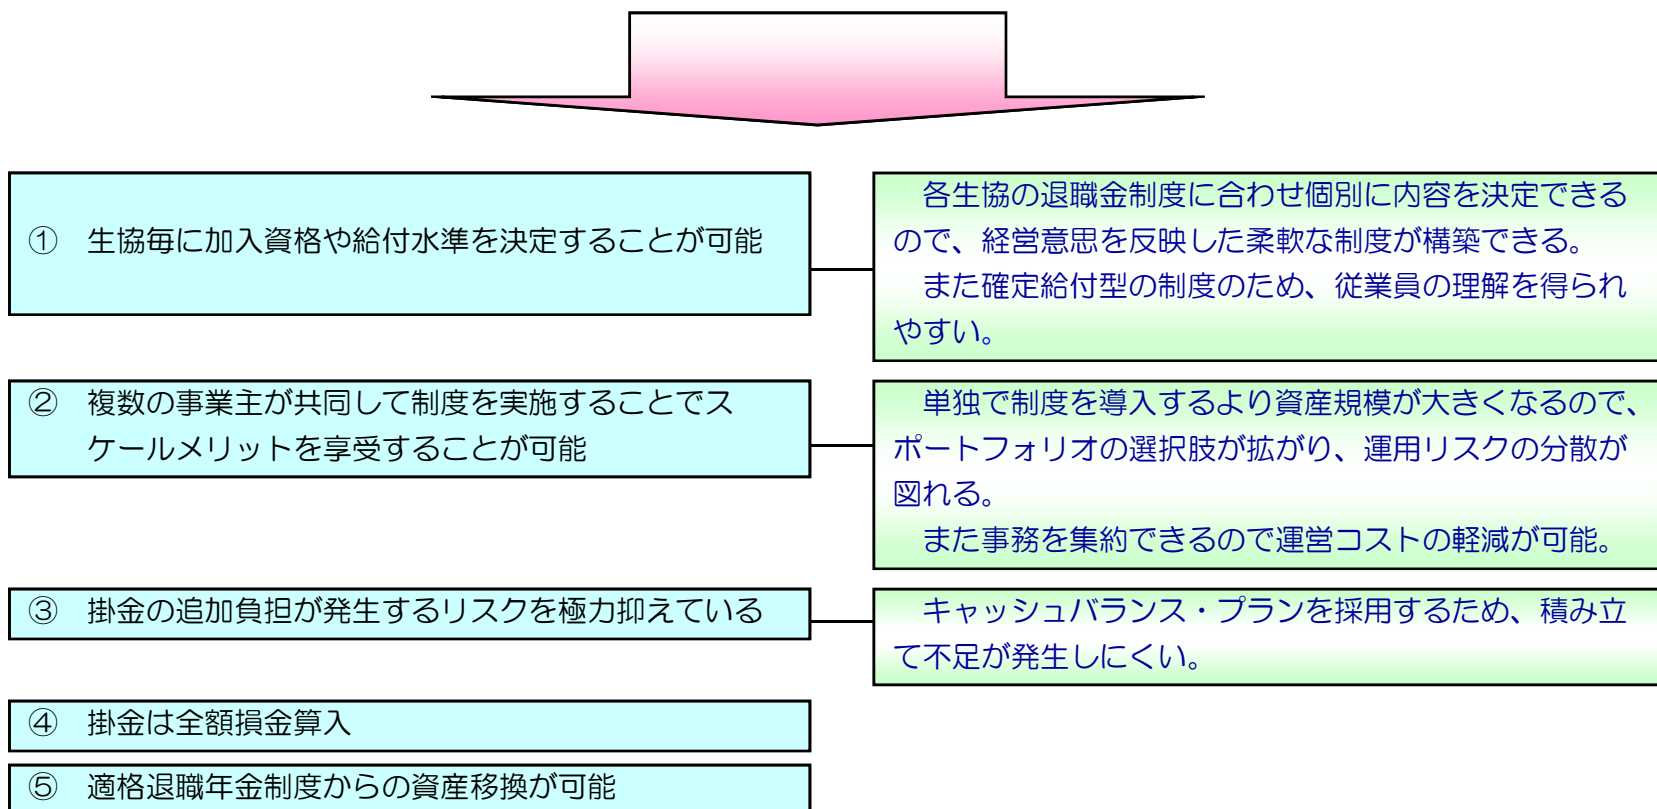 ① 生協毎に加入資格や給付水準を決定することが可能
各生協の退職金制度に合わせ個別に内容を決定できる
ので、経営意思を反映した柔軟な制度が構築できる。
また確定給付型の制度のため、従業員の理解を得られ
やすい。
② 複数の事業主が共同して制度を実施することでス
ケールメリットを享受することが可能
単独で制度を導入するより資産規模が大きくなるので、
ポートフォリオの選択肢が拡がり、運用リスクの分散が
図れる。
また事務を集約できるので運営コストの軽減が可能。
③ 掛金の追加負担が発生するリスクを極力抑えている
キャッシュバランス・プランを採用するため、積み立
て不足が発生しにくい。
④ 掛金は全額損金算入
⑤ 適格退職年金制度からの資産移換が可能